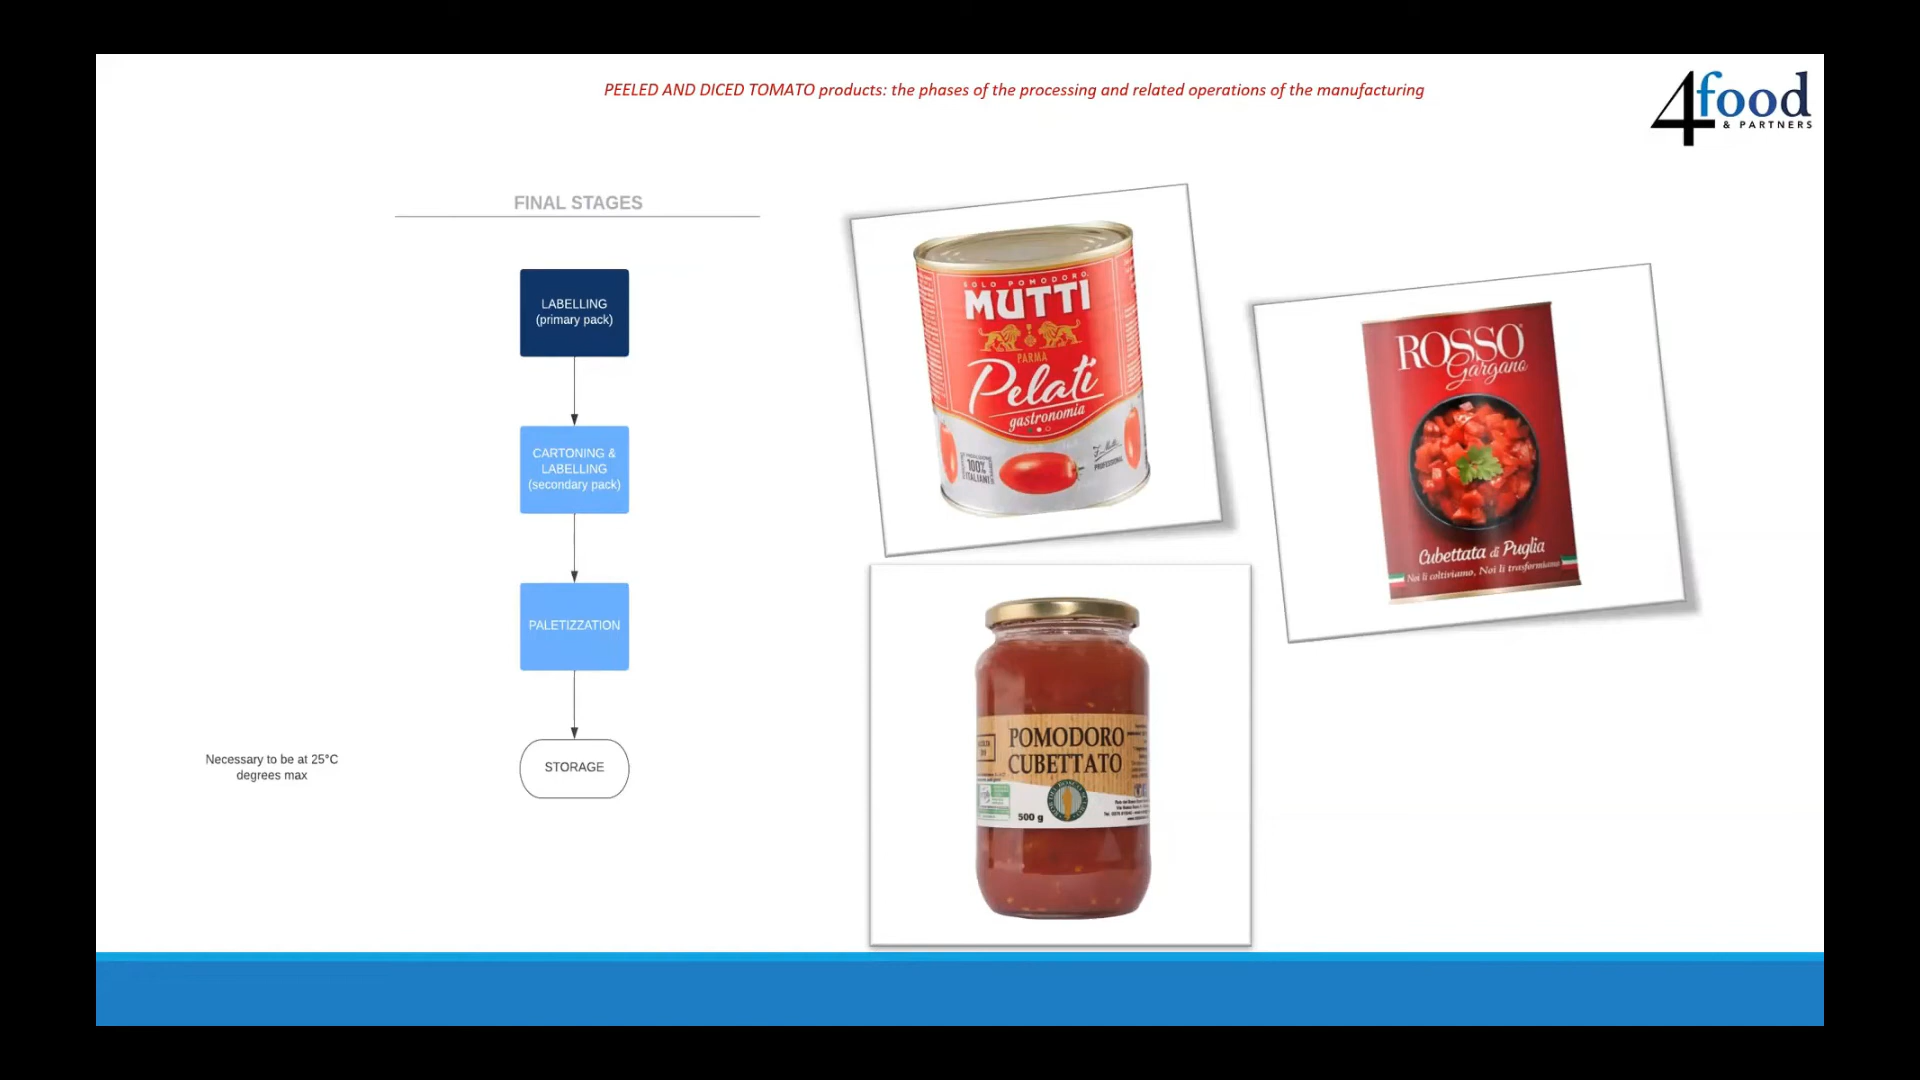 PEELED AND DICED TOMATO products: the phases of the processing and related operations of the manufacturing
4food
& PARTNERS
FINAL STAGES
LABELLING
(primary pack)
CARTONING &
LABELLING
(secondary pack)
PALETIZZATION
Necessary to be at 25°C
degrees max
STORAGE
SOLO POMODORO
MUTTI
PARMA
Pelati
gastronomia
100%
ITALIANI
PROFESSIONAL
ROSSO
Gargano
Cubettata di Puglia
Noi li coltiviamo, Noi li trasformiamo
POMODORO
CUBETTATO
500 g